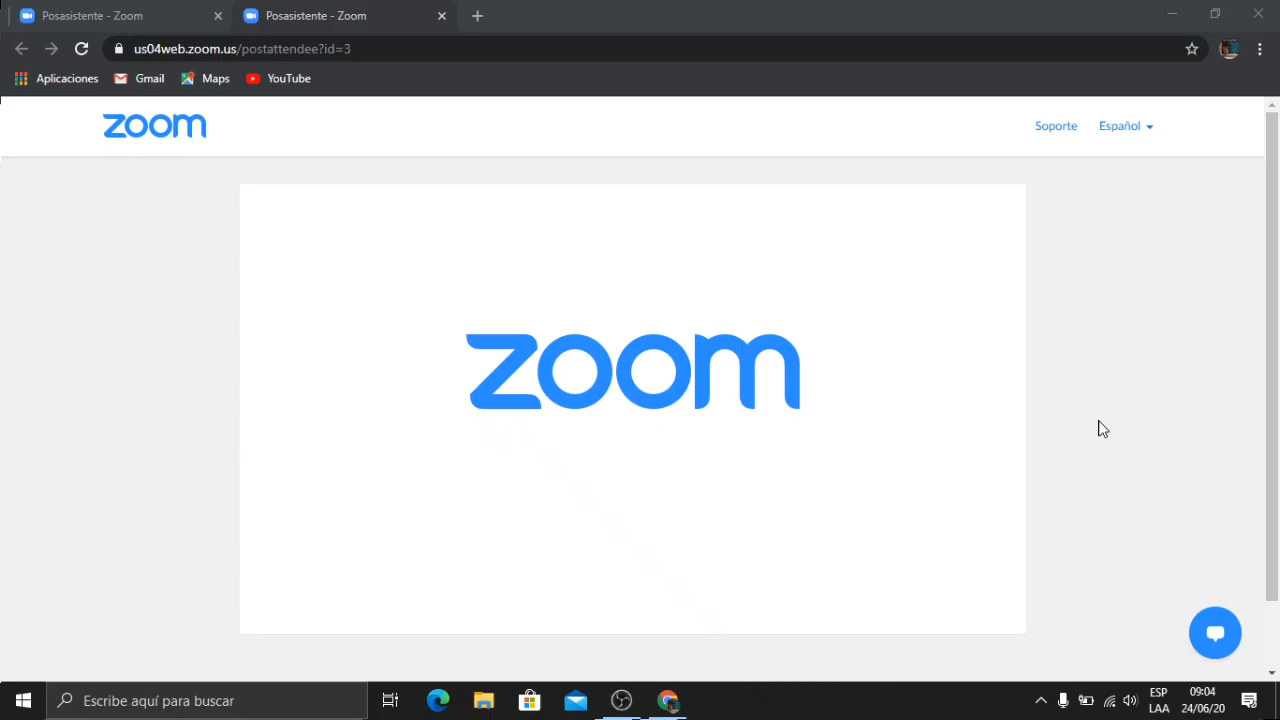 Posasistente - Zoom
Posasistente - Zoom
us04web.zoom.us/postattendee?id=3
Aplicaciones
Gmail
Maps
YouTube
zoom
Soporte
Español
zoom
Escribe aquí para buscar
ESP
LAA
09:04
24/06/20